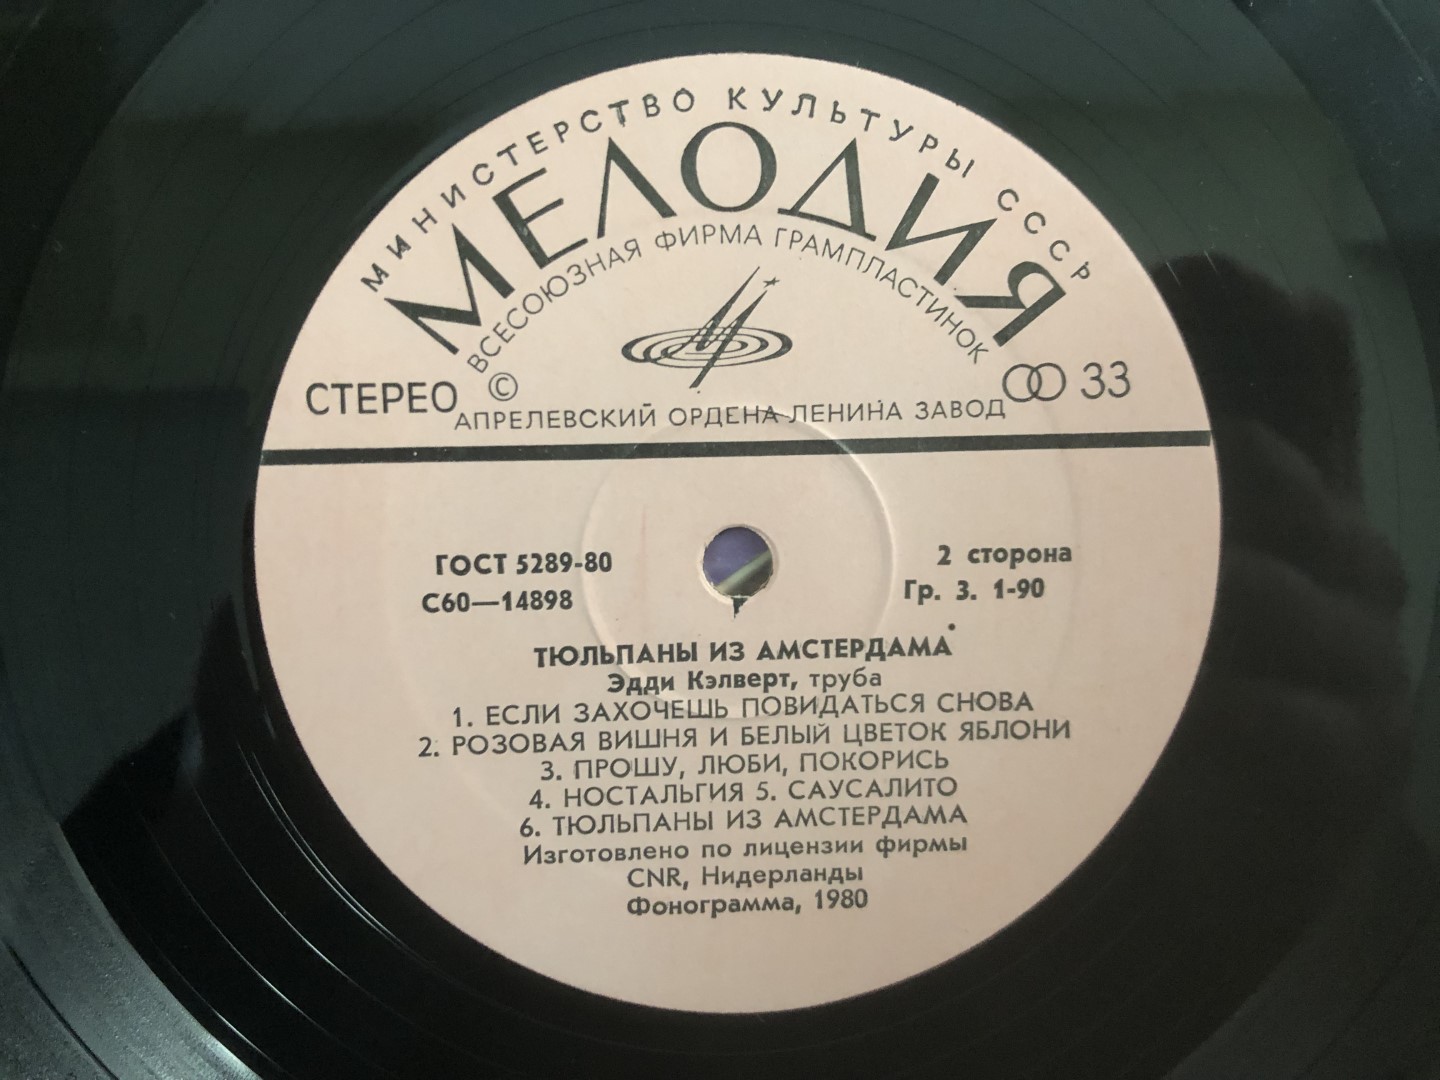 МИНИСТЕРСТВО КУЛЬТУРЫ СССР
МЕЛОДИЯ
ВСЕСОЮЗНАЯ ФИРМА ГРАМПЛАСТИНОК
СТЕРЕО © 33
АПРЕЛЕВСКИЙ ОРДЕНА ЛЕНИНА ЗАВОД
ГОСТ 5289-80 2 сторона
С60—14898 Гр. 3. 1-90
ТЮЛЬПАНЫ ИЗ АМСТЕРДАМА
Эдди Кэлверт, труба
1. ЕСЛИ ЗАХОЧЕШЬ ПОВИДАТЬСЯ СНОВА
2. РОЗОВАЯ ВИШНЯ И БЕЛЫЙ ЦВЕТОК ЯБЛОНИ
3. ПРОШУ, ЛЮБИ, ПОКОРИСЬ
4. НОСТАЛЬГИЯ 5. САУСАЛИТО
6. ТЮЛЬПАНЫ ИЗ АМСТЕРДАМА
Изготовлено по лицензии фирмы
CNR, Нидерланды
Фонограмма, 1980